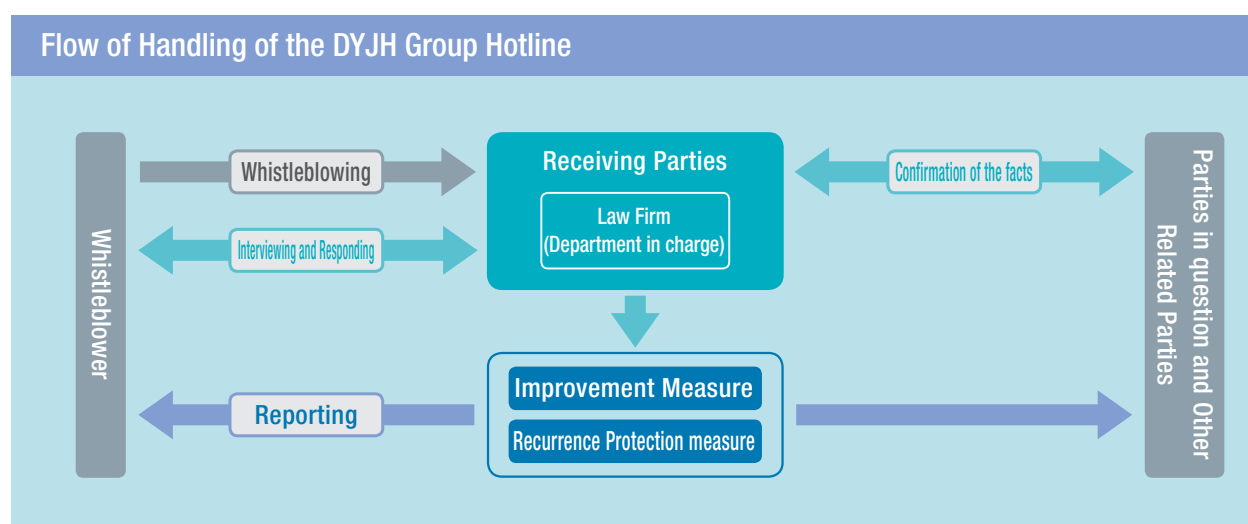 Flow of Handling of the DYJH Group Hotline
Whistleblower
Whistleblowing
Interviewing and Responding
Reporting
Receiving Parties
Law Firm
(Department in charge)
Improvement Measure
Recurrence Protection measure
Confirmation of the facts
Parties in question and Other
Related Parties